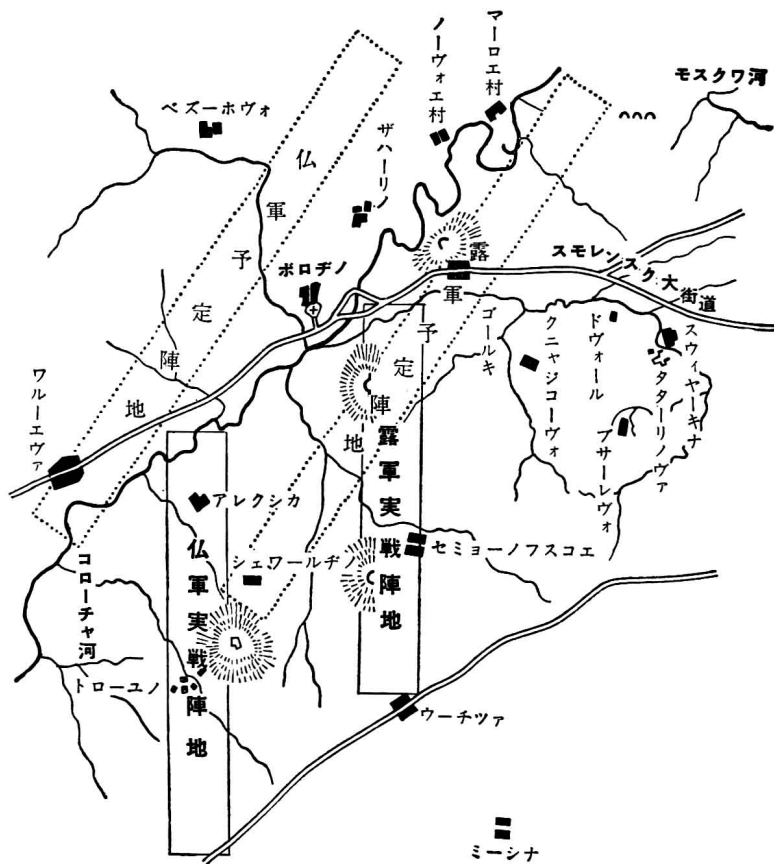 マーロエ村
ノーヴォエ村
モスクワ河
ベズーホヴォ
ザハーリノ
仏軍予定陣地
ボロヂノ
露軍予定陣地
スモレンスク大街道
ゴールキ
クニャジコーヴォ
ドヴォール
スウィヤーキナ
タターリノヴァ
プサーレヴォ
ワルーエヴァ
アレクシカ
露軍実戦陣地
セミョーノフスコエ
シェワールヂノ
仏軍実戦陣地
コローチャ河
トローユノ
ウーチツァ
ミーシナ